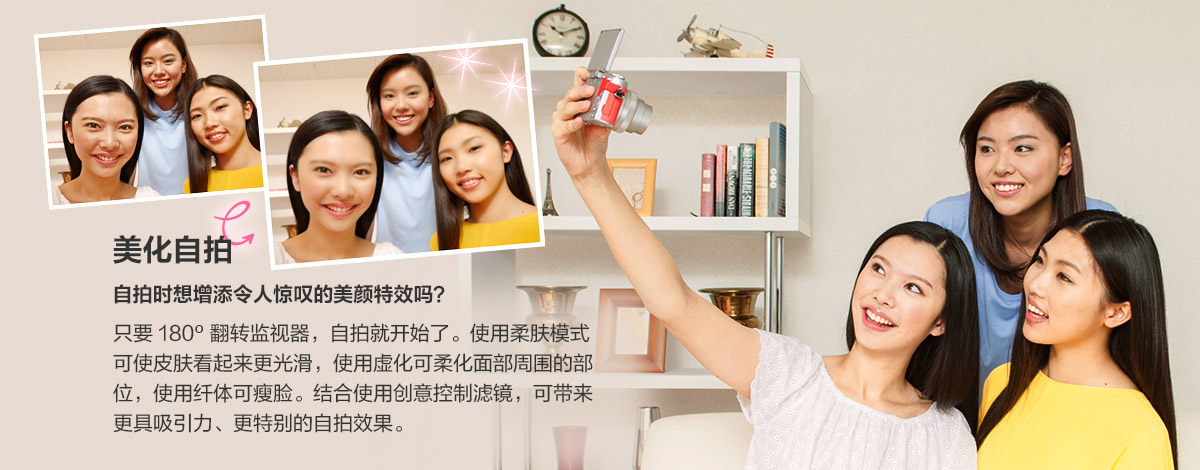 美化自拍
自拍时想增添令人惊叹的美颜特效吗?
只要 180º 翻转监视器，自拍就开始了。使用柔肤模式
可使皮肤看起来更光滑，使用虚化可柔化面部周围的部
位，使用纤体可瘦脸。结合使用创意控制滤镜，可带来
更具吸引力、更特别的自拍效果。